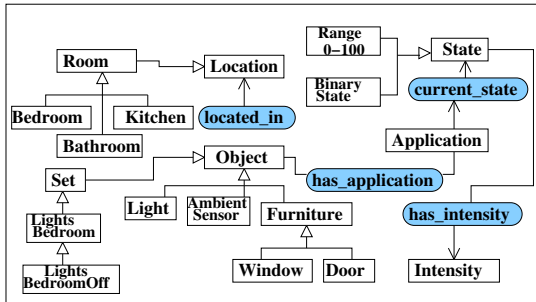 Range
0-100
State
Room
Location
Binary
State
current_state
Bedroom
Kitchen
located_in
Bathroom
Application
Object
Set
has_application
Light
Ambient
Sensor
Furniture
has_intensity
Lights
Bedroom
Lights
BedroomOff
Window
Door
Intensity